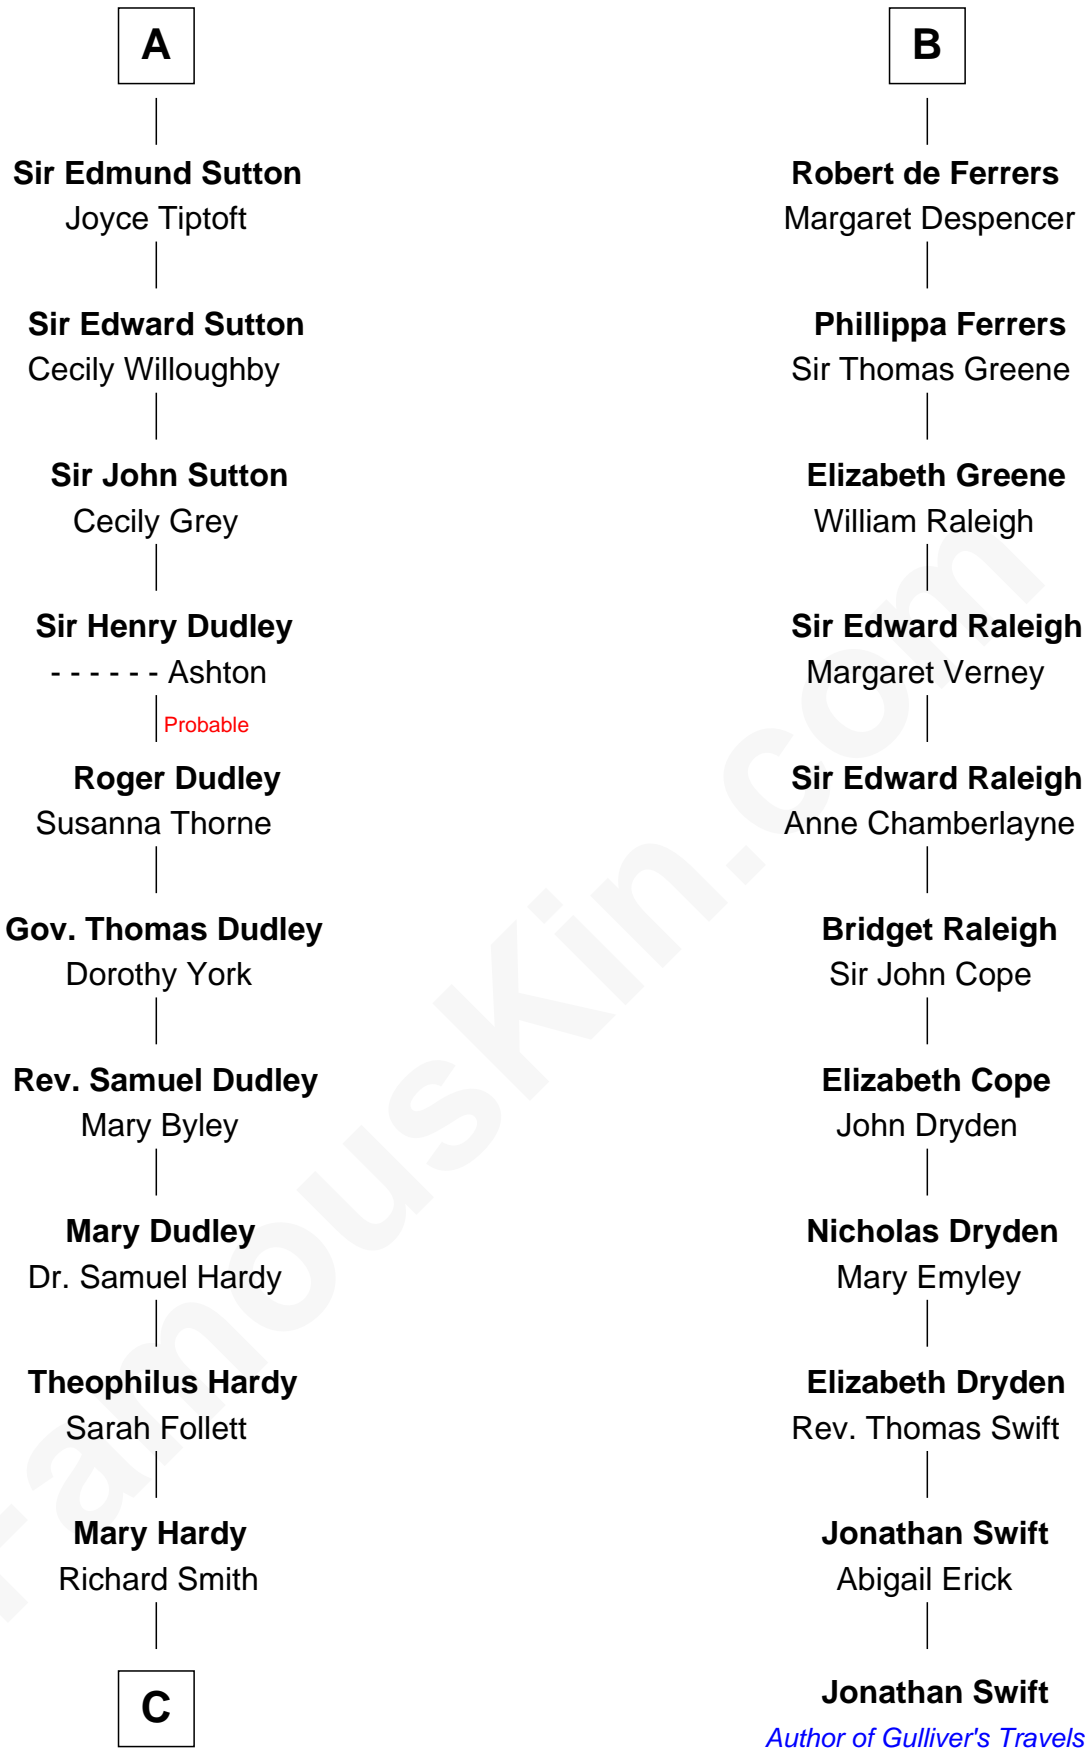 A
Sir Edmund Sutton
Joyce Tiptoft
Sir Edward Sutton
Cecily Willoughby
Sir John Sutton
Cecily Grey
Sir Henry Dudley
- - - - - - Ashton
Probable
Roger Dudley
Susanna Thorne
Gov. Thomas Dudley
Dorothy York
Rev. Samuel Dudley
Mary Byley
Mary Dudley
Dr. Samuel Hardy
Theophilus Hardy
Sarah Follett
Mary Hardy
Richard Smith
C
B
Robert de Ferrers
Margaret Despencer
Phillippa Ferrers
Sir Thomas Greene
Elizabeth Greene
William Raleigh
Sir Edward Raleigh
Margaret Verney
Sir Edward Raleigh
Anne Chamberlayne
Bridget Raleigh
Sir John Cope
Elizabeth Cope
John Dryden
Nicholas Dryden
Mary Emyley
Elizabeth Dryden
Rev. Thomas Swift
Jonathan Swift
Abigail Erick
Jonathan Swift
Author of Gulliver's Travels
FamousKin.com